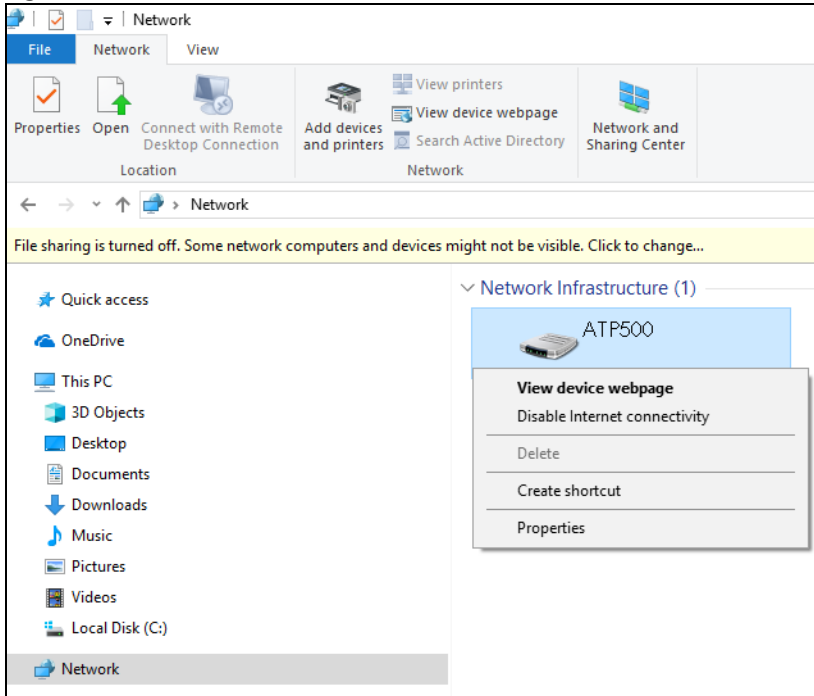 Network
File Network View
Properties Open Connect with Remote Desktop Connection
Location
Add devices and printers
View printers
View device webpage
Search Active Directory
Network
Network and Sharing Center
Network
File sharing is turned off. Some network computers and devices might not be visible. Click to change...
Quick access
OneDrive
This PC
3D Objects
Desktop
Documents
Downloads
Music
Pictures
Videos
Local Disk (C:)
Network
Network Infrastructure (1)
ATP500
View device webpage
Disable Internet connectivity
Delete
Create shortcut
Properties